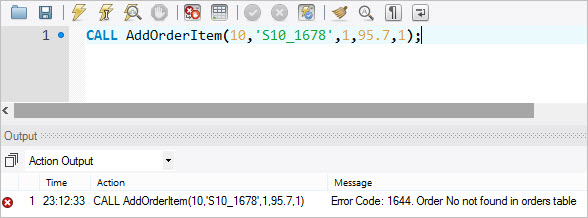 1 CALL AddOrderItem(10,'S10_1678',1,95.7,1);
Output
Action Output
Time Action Message
1 23:12:33 CALL AddOrderItem(10,'S10_1678',1,95.7,1) Error Code: 1644. Order No not found in orders table